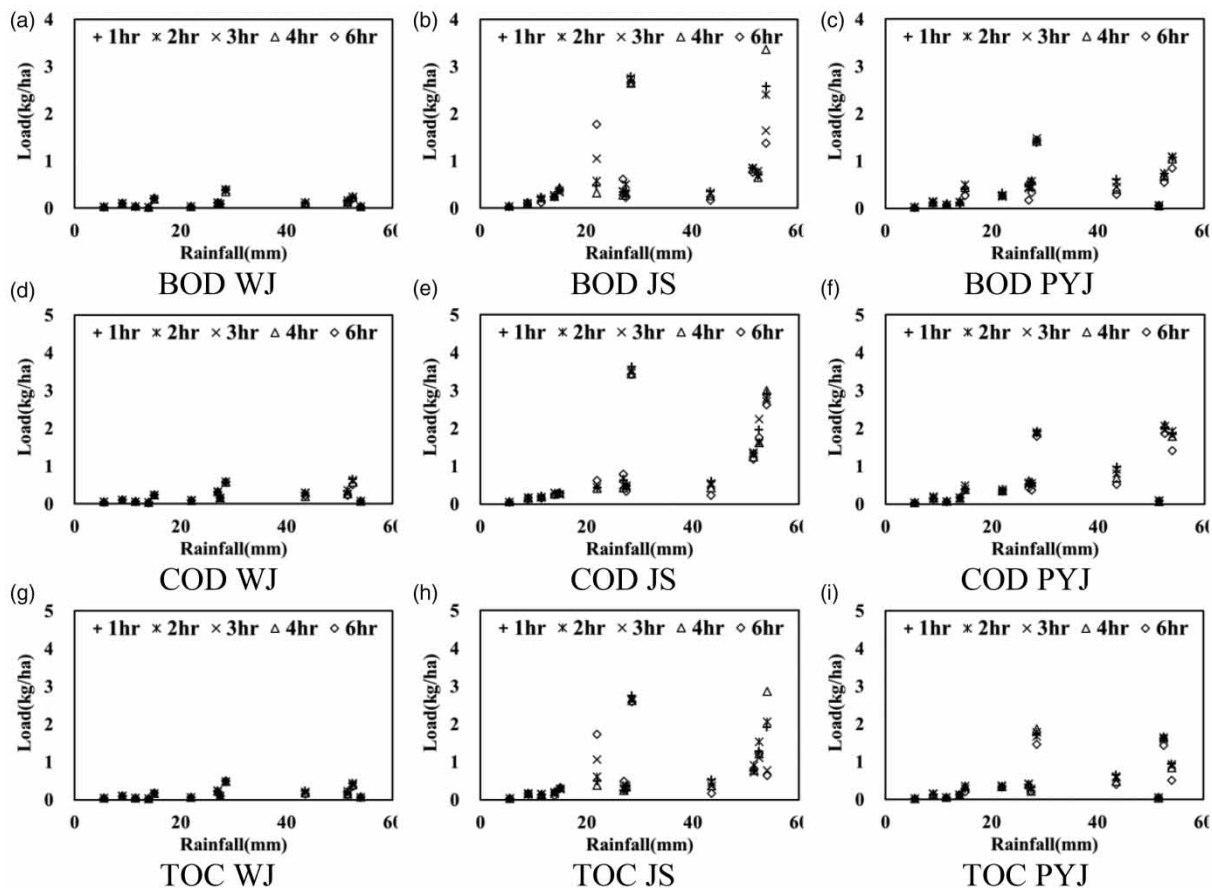 (a) (b) (c)
4 4 4
+ 1hr ✳ 2hr × 3hr △ 4hr ◇ 6hr + 1hr ✳ 2hr × 3hr △ 4hr ◇ 6hr + 1hr ✳ 2hr × 3hr △ 4hr ◇ 6hr
3 3 3
Load(kg/ha) Load(kg/ha) Load(kg/ha)
2 2 2
1 1 1
0 0 0
0 20 40 60 0 20 40 60 0 20 40 60
Rainfall(mm) Rainfall(mm) Rainfall(mm)
BOD WJ BOD JS BOD PYJ
(d) (e) (f)
5 5 5
+ 1hr ✳ 2hr × 3hr △ 4hr ◇ 6hr + 1hr ✳ 2hr × 3hr △ 4hr ◇ 6hr + 1hr ✳ 2hr × 3hr △ 4hr ◇ 6hr
4 4 4
3 3 3
Load(kg/ha) Load(kg/ha) Load(kg/ha)
2 2 2
1 1 1
0 0 0
0 20 40 60 0 20 40 60 0 20 40 60
Rainfall(mm) Rainfall(mm) Rainfall(mm)
COD WJ COD JS COD PYJ
(g) (h) (i)
5 5 5
+ 1hr ✳ 2hr × 3hr △ 4hr ◇ 6hr + 1hr ✳ 2hr × 3hr △ 4hr ◇ 6hr + 1hr ✳ 2hr × 3hr △ 4hr ◇ 6hr
4 4 4
3 3 3
Load(kg/ha) Load(kg/ha) Load(kg/ha)
2 2 2
1 1 1
0 0 0
0 20 40 60 0 20 40 60 0 20 40 60
Rainfall(mm) Rainfall(mm) Rainfall(mm)
TOC WJ TOC JS TOC PYJ